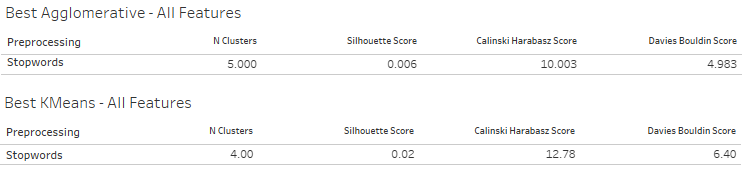 Best Agglomerative - All Features
Preprocessing N Clusters Silhouette Score Calinski Harabasz Score Davies Bouldin Score
Stopwords 5.000 0.006 10.003 4.983
Best KMeans - All Features
Preprocessing N Clusters Silhouette Score Calinski Harabasz Score Davies Bouldin Score
Stopwords 4.00 0.02 12.78 6.40